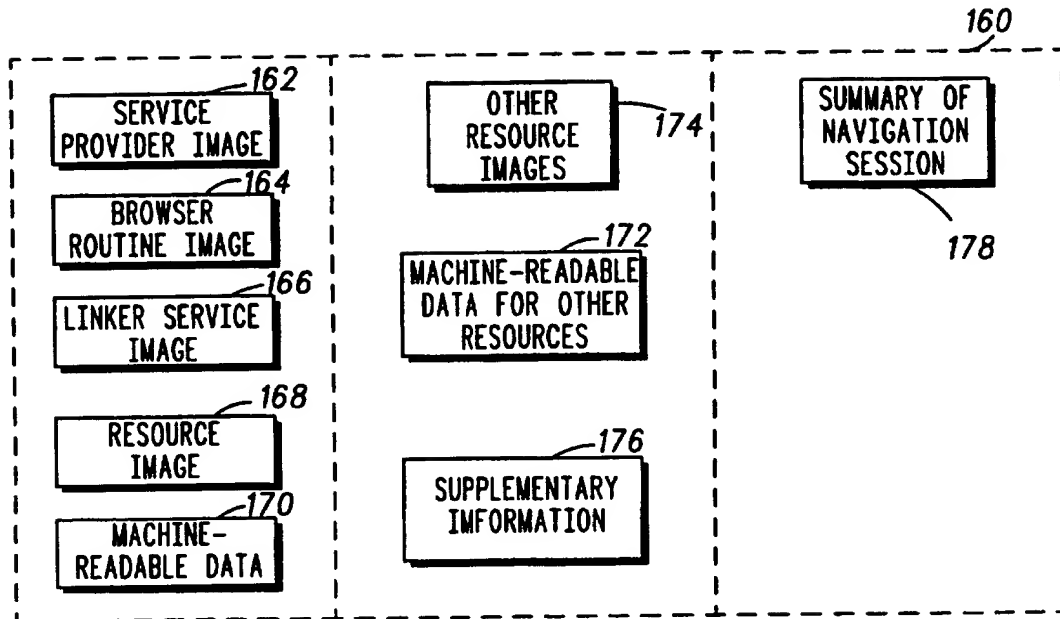 160
162
SERVICE
PROVIDER IMAGE
164
BROWSER
ROUTINE IMAGE
166
LINKER SERVICE
IMAGE
168
RESOURCE
IMAGE
170
MACHINE-
READABLE DATA
OTHER
RESOURCE
IMAGES
174
172
MACHINE-READABLE
DATA FOR OTHER
RESOURCES
176
SUPPLEMENTARY
IMFORMATION
SUMMARY OF
NAVIGATION
SESSION
178